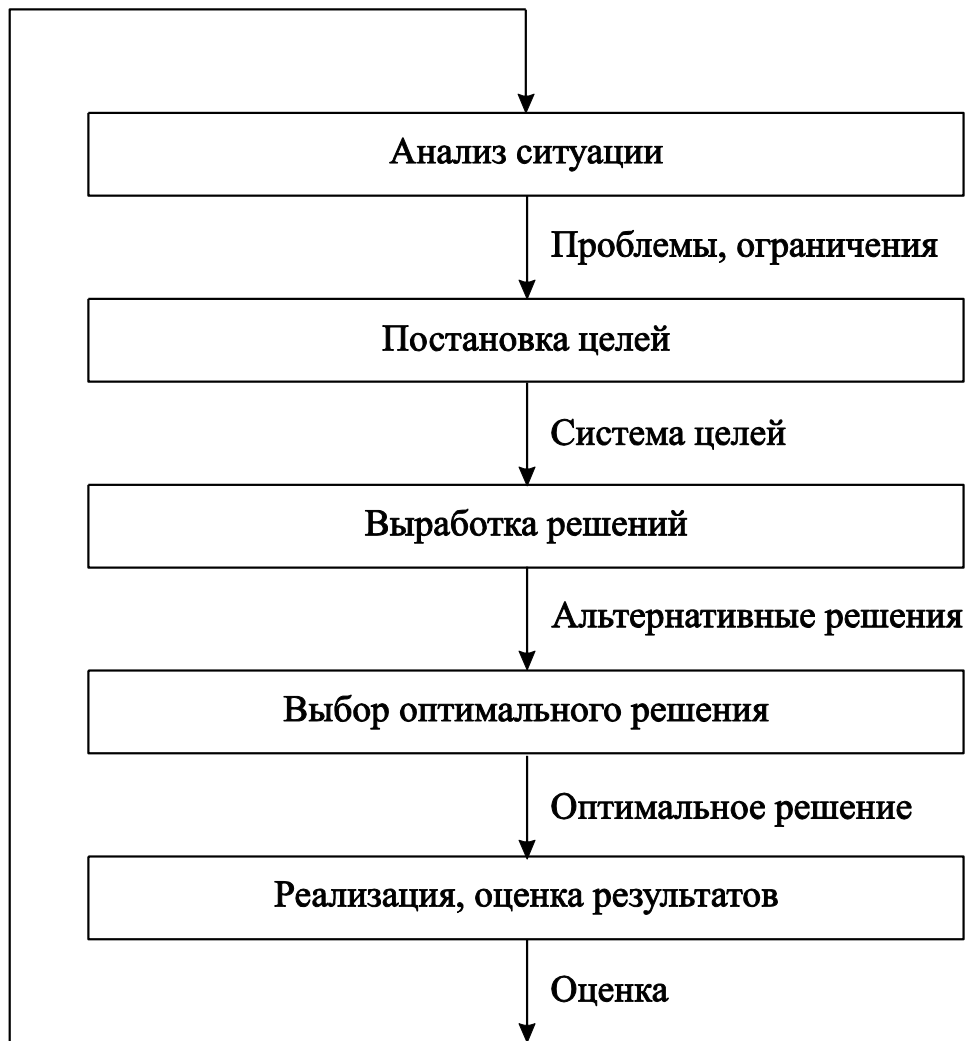 Анализ ситуации
Проблемы, ограничения
Постановка целей
Система целей
Выработка решений
Альтернативные решения
Выбор оптимального решения
Оптимальное решение
Реализация, оценка результатов
Оценка